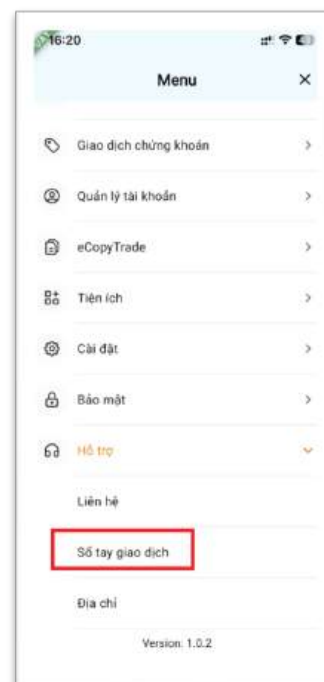 16:20
Menu
Giao dịch chứng khoán
Quản lý tài khoản
eCopyTrade
Tiện ích
Cài đặt
Bảo mật
Hỗ trợ
Liên hệ
Sổ tay giao dịch
Địa chỉ
Version: 1.0.2